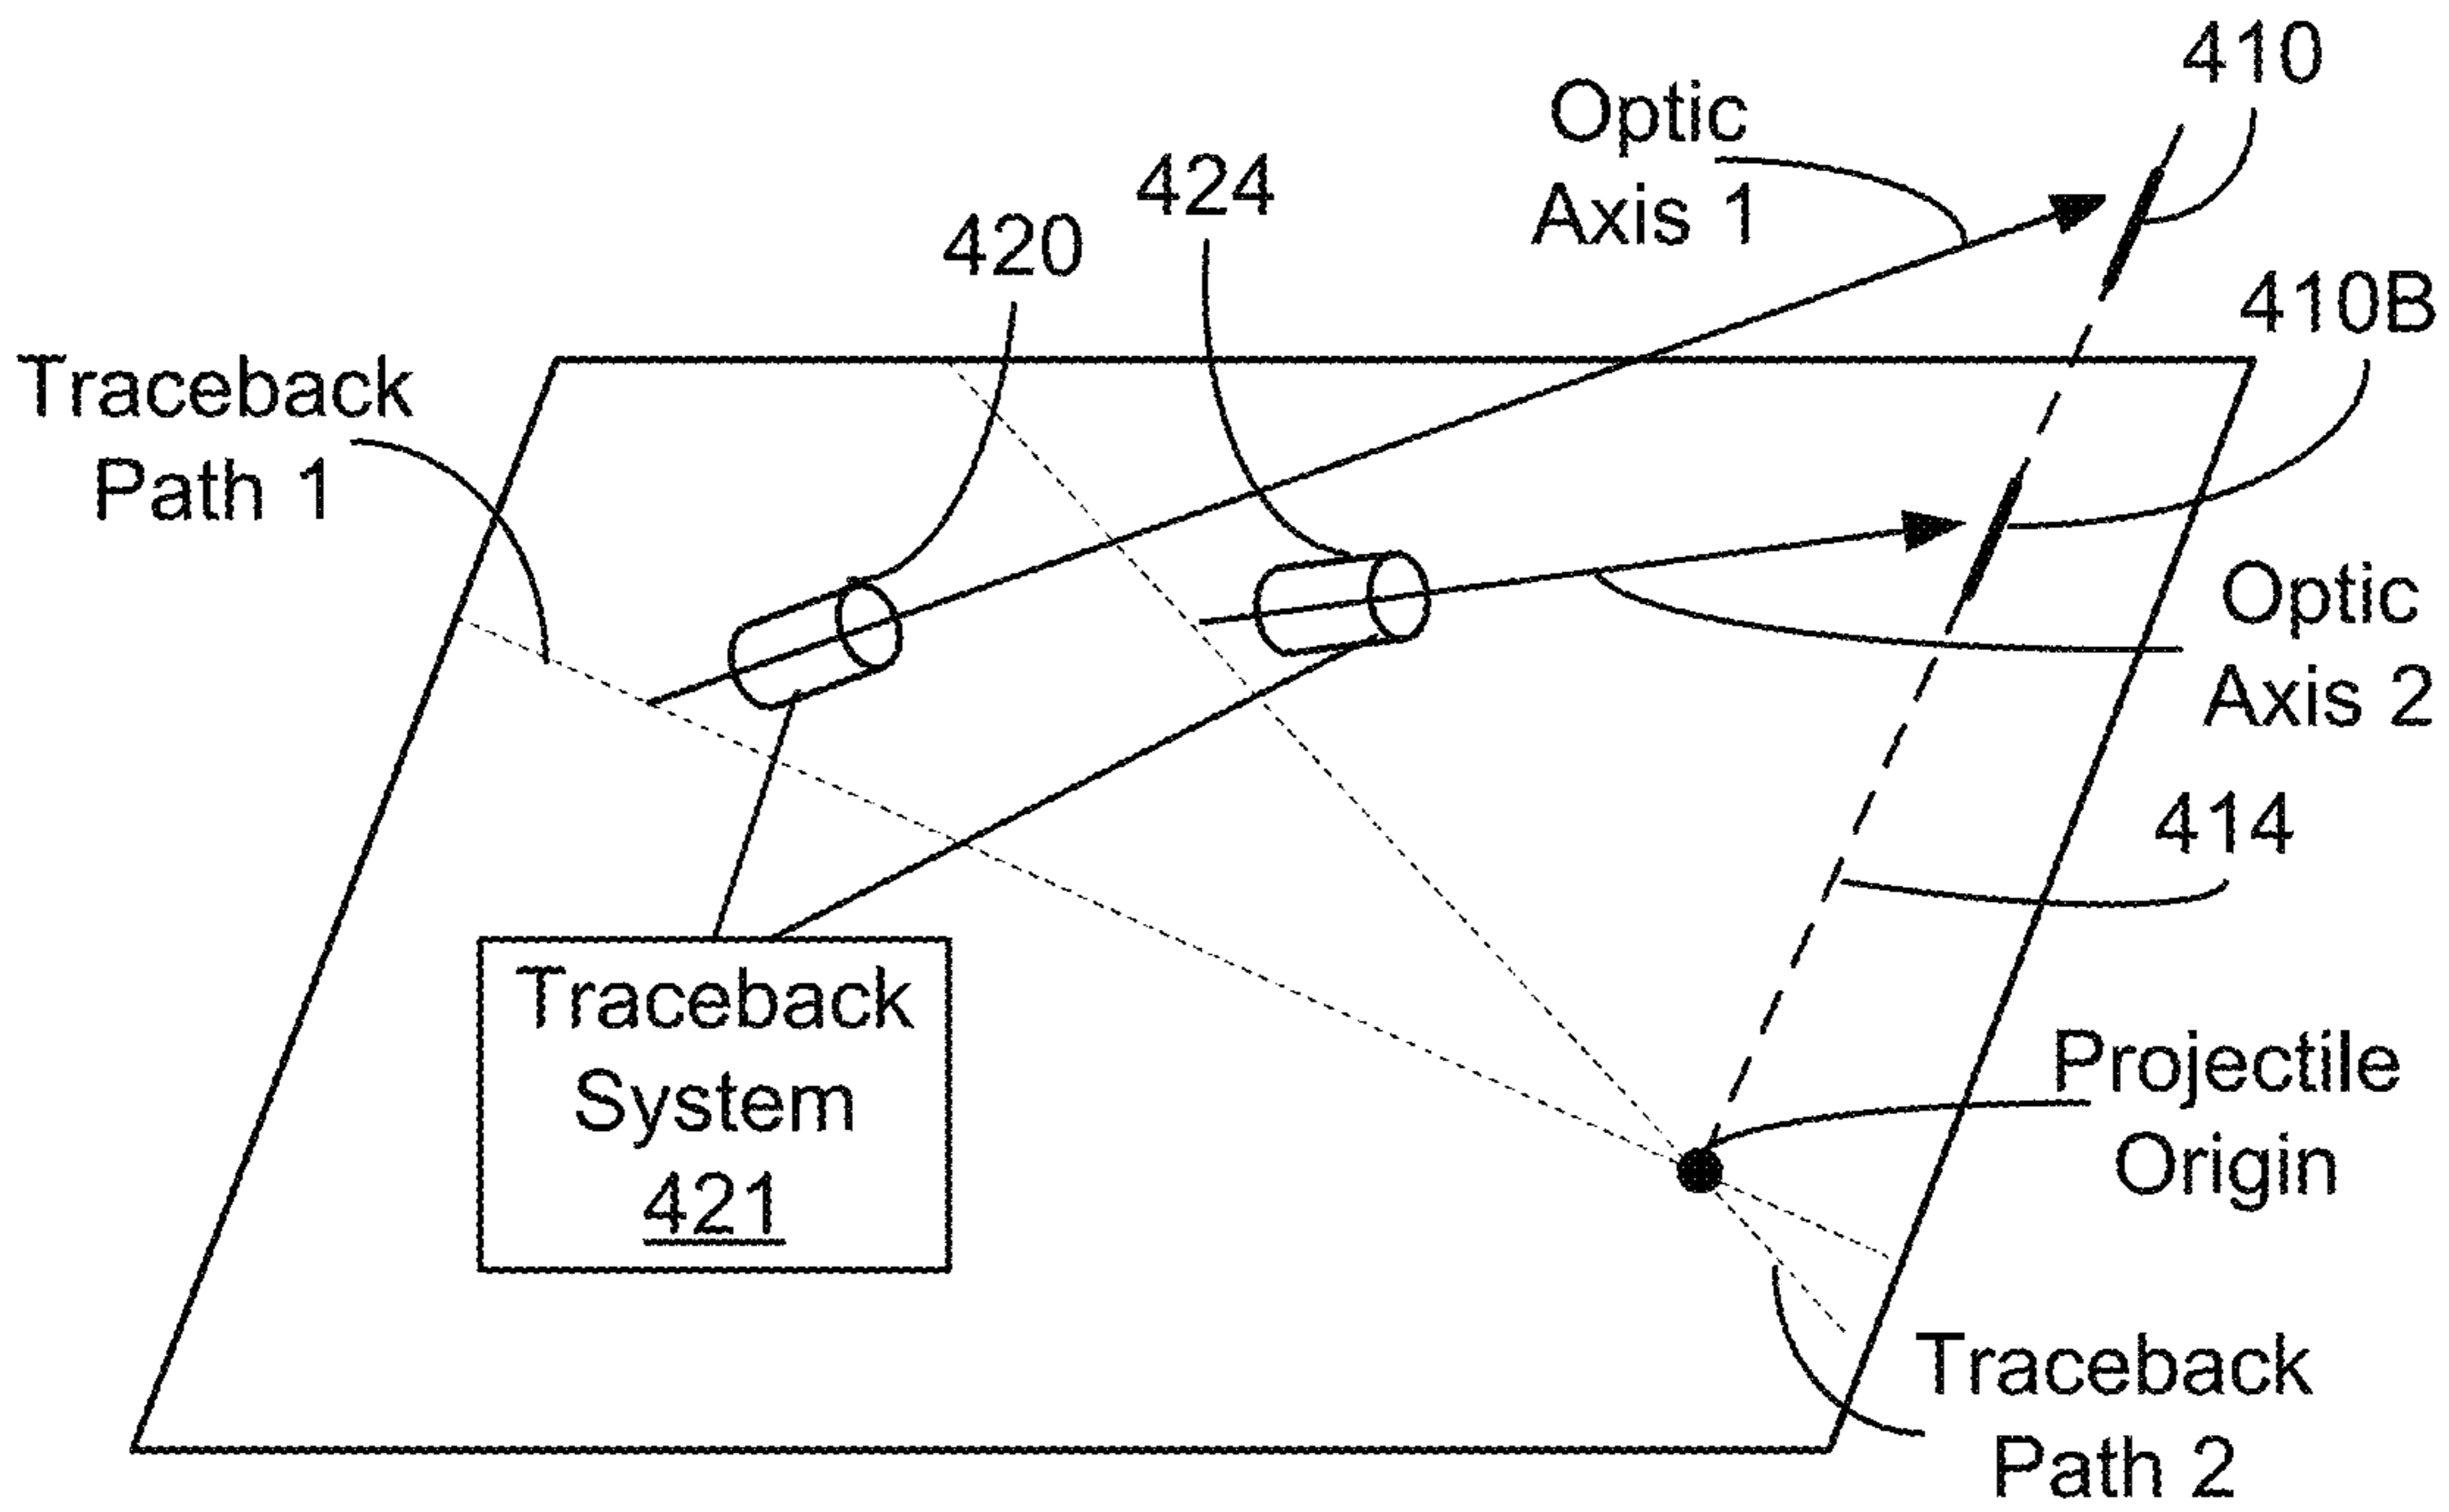 410
Optic
Axis 1
424
420
410B
Traceback
Path 1
Optic
Axis 2
414
Traceback
System
421
Projectile
Origin
Traceback
Path 2